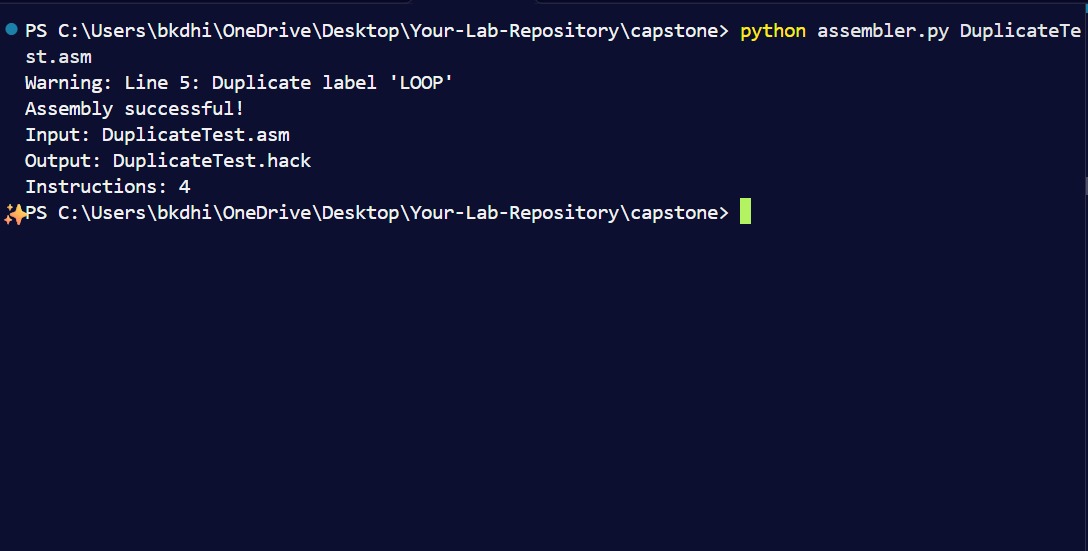 PS C:\Users\bkdhi\OneDrive\Desktop\Your-Lab-Repository\capstone> python assembler.py DuplicateTe
st.asm
Warning: Line 5: Duplicate label 'LOOP'
Assembly successful!
Input: DuplicateTest.asm
Output: DuplicateTest.hack
Instructions: 4
PS C:\Users\bkdhi\OneDrive\Desktop\Your-Lab-Repository\capstone>